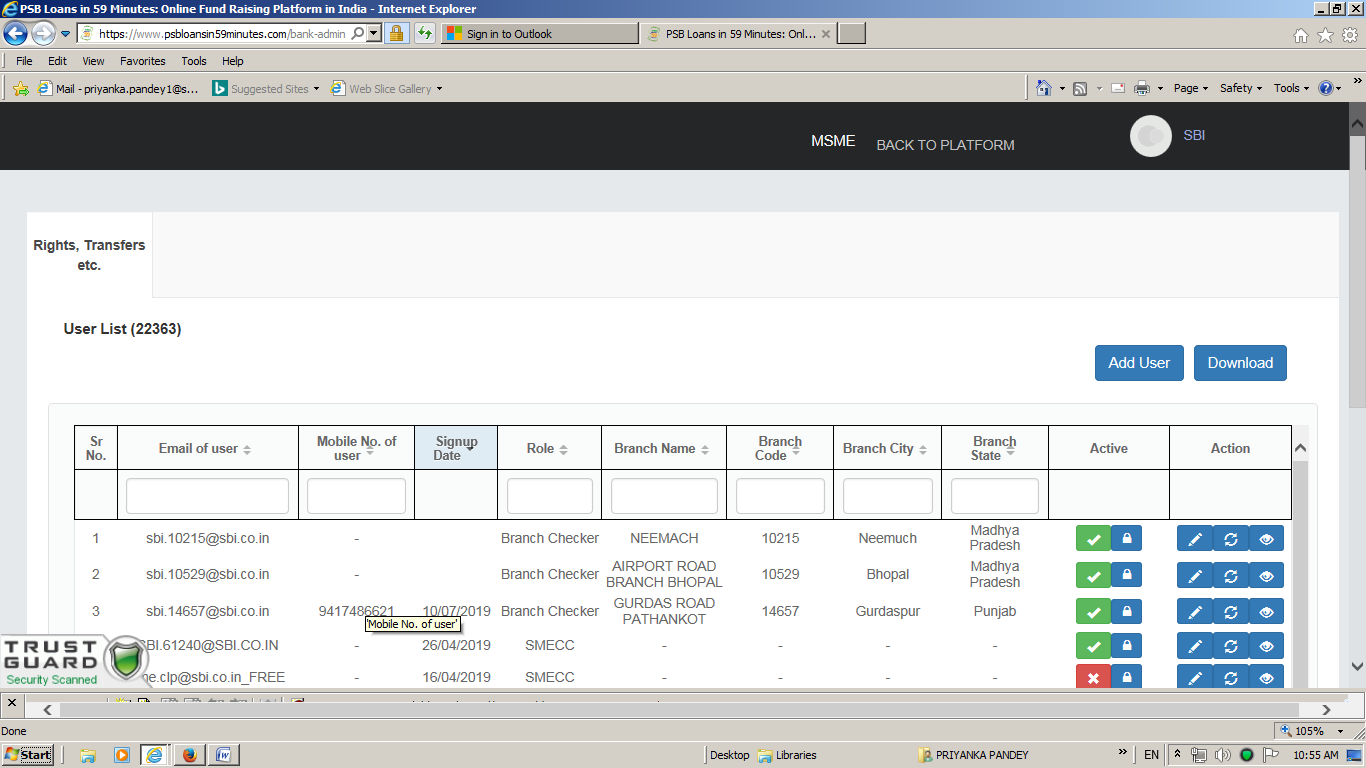 PSB Loans in 59 Minutes: Online Fund Raising Platform in India - Internet Explorer
https://www.psbloansin59minutes.com/bank-admin
Sign in to Outlook
PSB Loans in 59 Minutes: Onl...
File Edit View Favorites Tools Help
Mail - priyanka.pandey1@s... Suggested Sites Web Slice Gallery
Page Safety Tools
MSME BACK TO PLATFORM SBI
Rights, Transfers
etc.
User List (22363)
Add User Download
Sr No. Email of user Mobile No. of user Signup Date Role Branch Name Branch Code Branch City Branch State Active Action
1 sbi.10215@sbi.co.in - Branch Checker NEEMACH 10215 Neemuch Madhya Pradesh
2 sbi.10529@sbi.co.in - Branch Checker AIRPORT ROAD BRANCH BHOPAL 10529 Bhopal Madhya Pradesh
3 sbi.14657@sbi.co.in 9417486621 10/07/2019 Branch Checker GURDAS ROAD PATHANKOT 14657 Gurdaspur Punjab
'Mobile No. of user'
BI.61240@SBI.CO.IN - 26/04/2019 SMECC - - - -
ne.clp@sbi.co.in_FREE - 16/04/2019 SMECC - - - -
TRUST
GUARD
Security Scanned
Done
105%
Start Desktop Libraries PRIYANKA PANDEY EN 10:55 AM